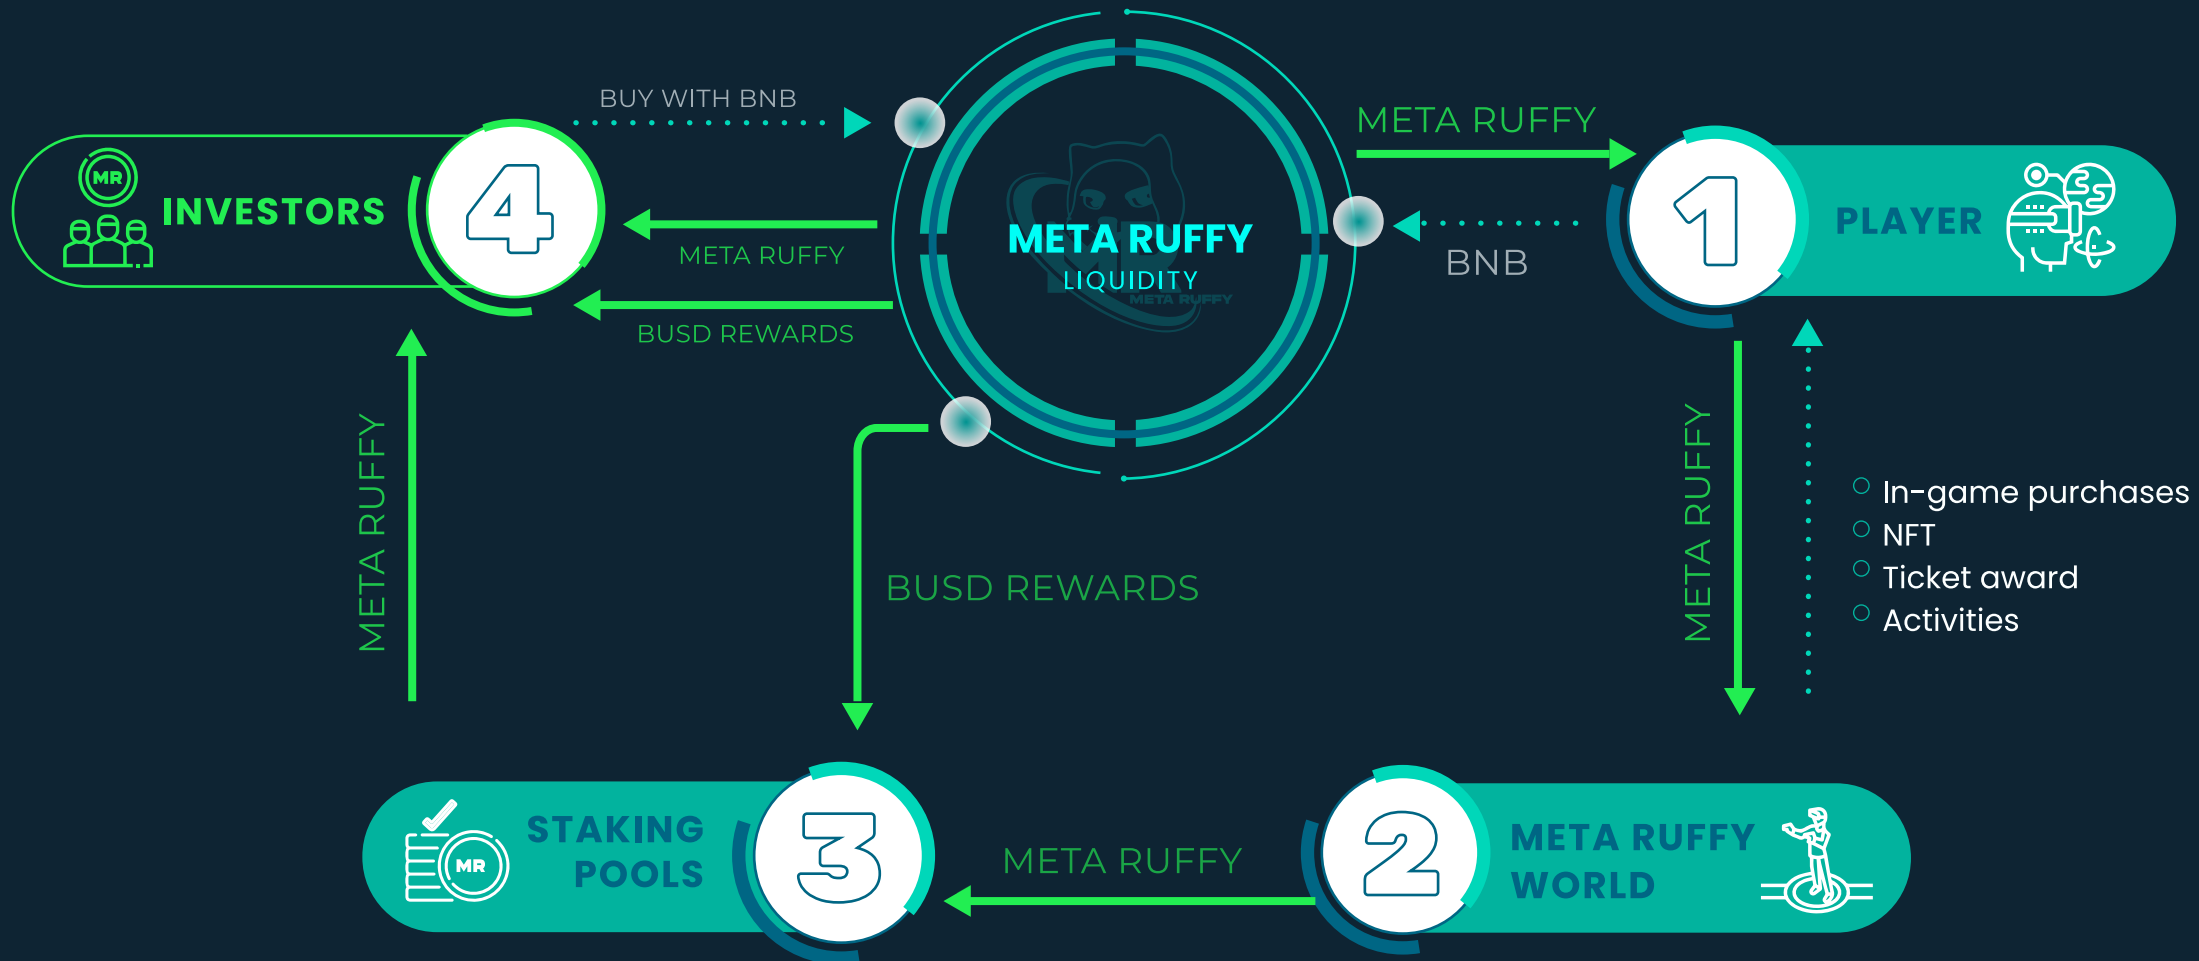 BUY WITH BNB
META RUFFY
MR
INVESTORS
4
META RUFFY
LIQUIDITY
META RUFFY
1
PLAYER
META RUFFY
BNB
BUSD REWARDS
META RUFFY
META RUFFY
In-game purchases
NFT
Ticket award
Activities
BUSD REWARDS
STAKING
POOLS
MR
3
META RUFFY
2
META RUFFY
WORLD